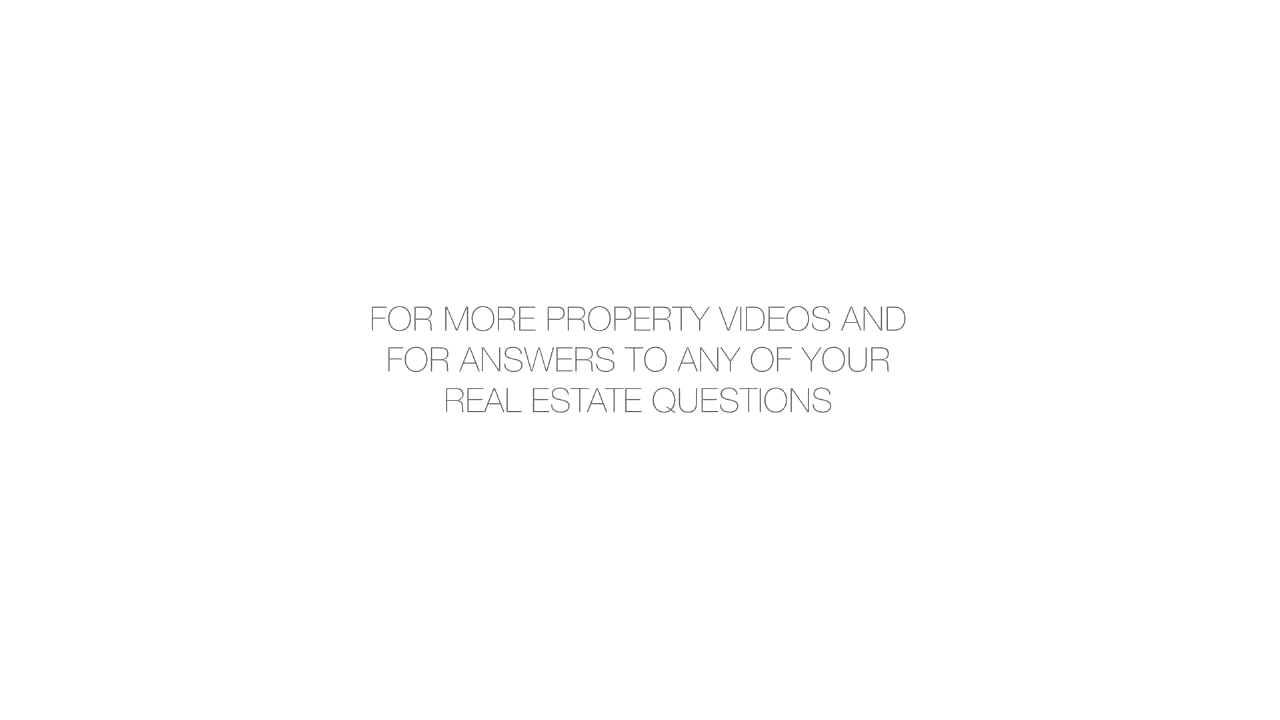 FOR MORE PROPERTY VIDEOS AND
FOR ANSWERS TO ANY OF YOUR
REAL ESTATE QUESTIONS